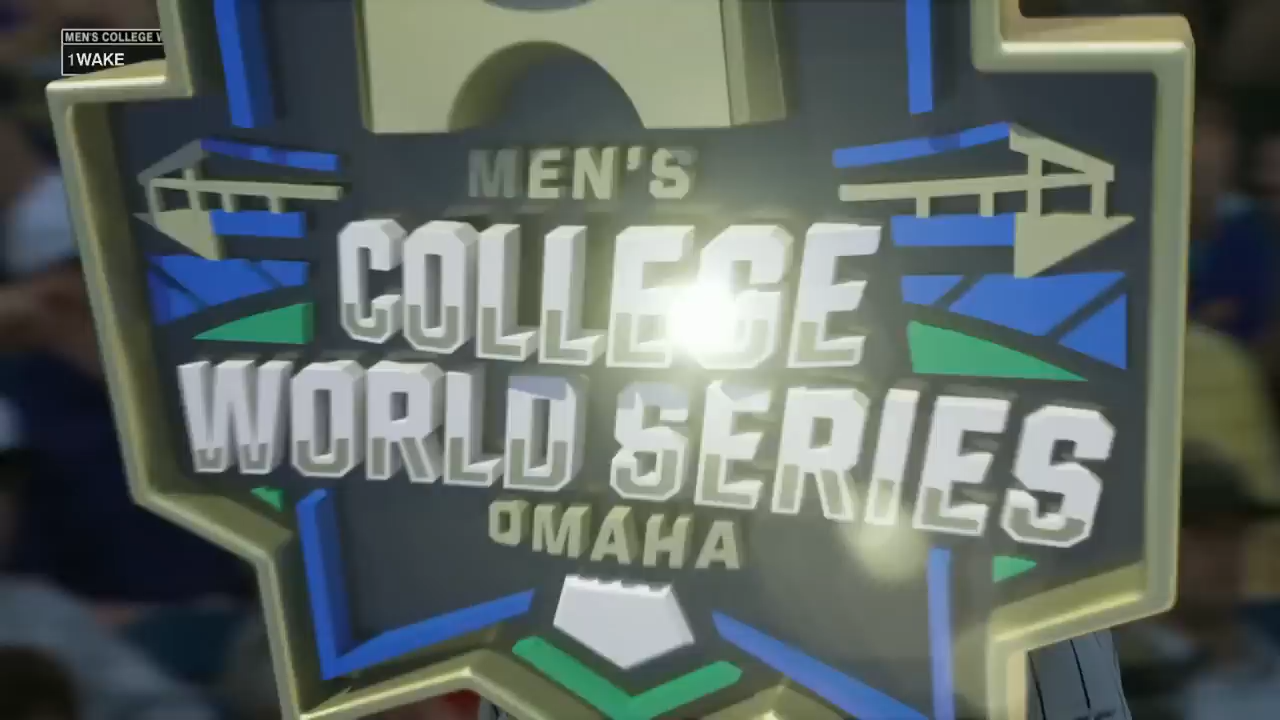 MEN'S COLLEGE
1WAKE
MEN'S
COLLEGE
WORLD SERIES
OMAHA